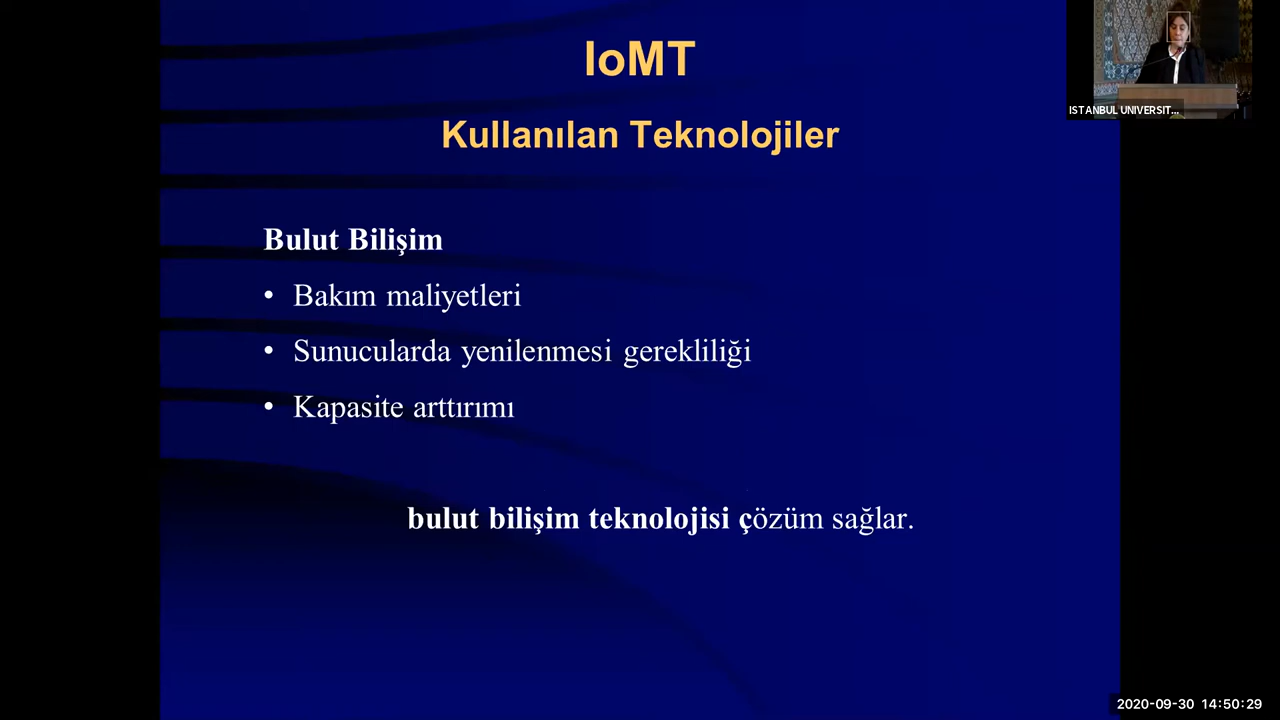 IoMT
Kullanılan Teknolojiler
ISTANBUL UNIVERSIT...
Bulut Bilişim
• Bakım maliyetleri
• Sunucularda yenilenmesi gerekliliği
• Kapasite arttırımı
bulut bilişim teknolojisi çözüm sağlar.
2020-09-30 14:50:29